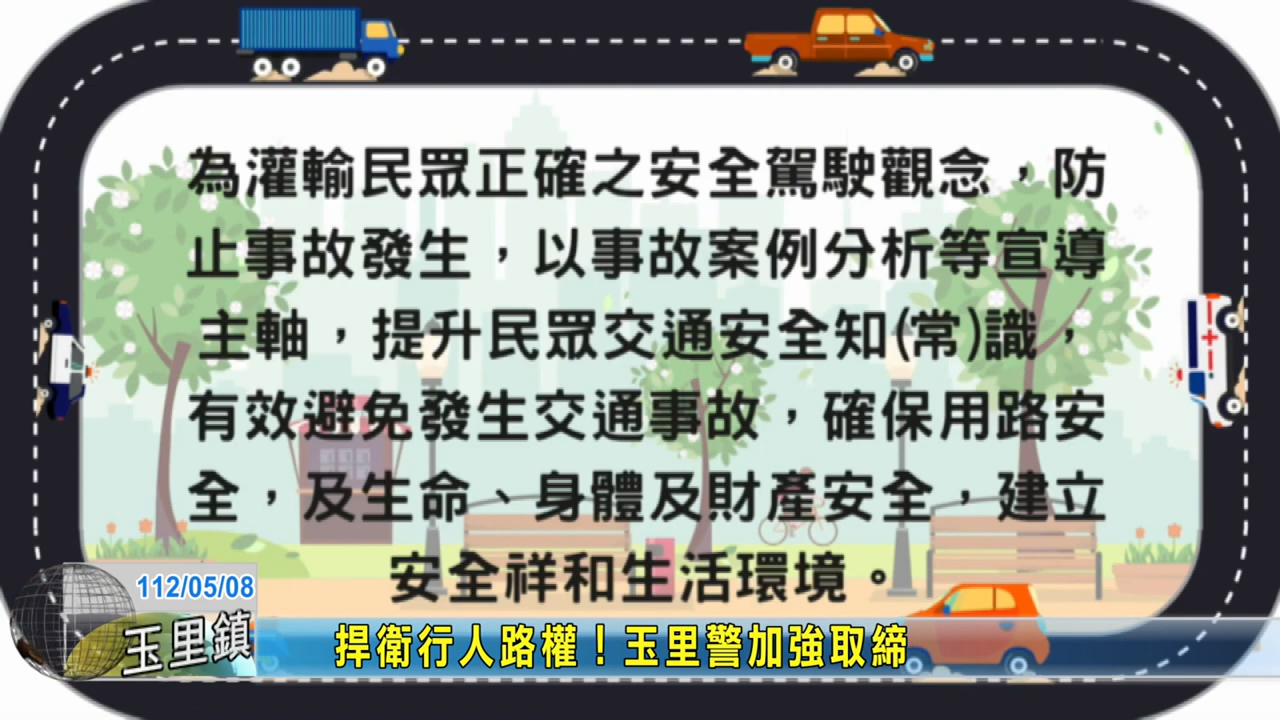 為灌輸民眾正確之安全駕駛觀念，防
止事故發生，以事故案例分析等宣導
主軸，提升民眾交通安全知(常)識，
有效避免發生交通事故，確保用路安
全，及生命、身體及財產安全，建立
安全祥和生活環境。
112/05/08
玉里鎮
捍衛行人路權！玉里警加強取締